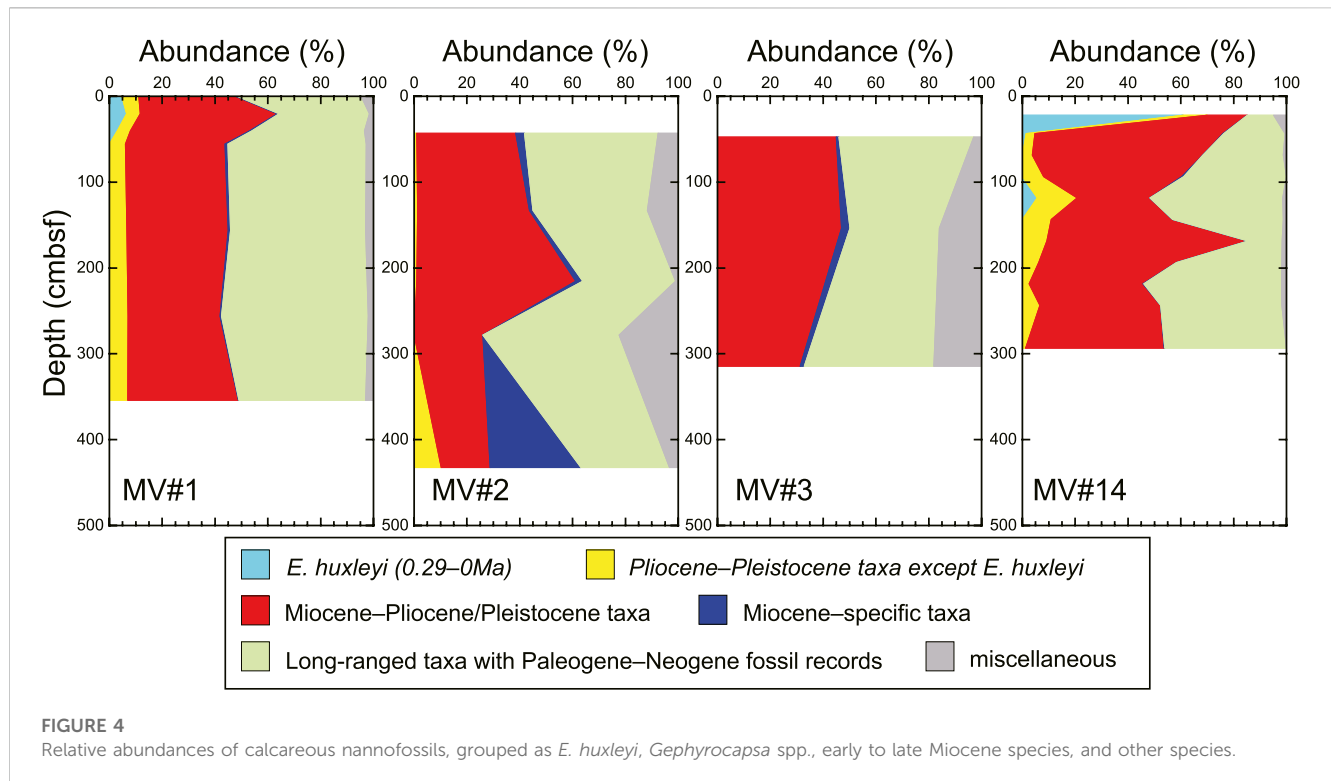 Abundance (%) Abundance (%) Abundance (%) Abundance (%)
0 20 40 60 80 100 0 20 40 60 80 100 0 20 40 60 80 100 0 20 40 60 80 100
0 0 0 0
100 100 100 100
200 200 200 200
300 300 300 300
400 400 400 400
500 500 500 500
Depth (cmbsf)
MV#1 MV#2 MV#3 MV#14
E. huxleyi (0.29–0Ma) Pliocene–Pleistocene taxa except E. huxleyi
Miocene–Pliocene/Pleistocene taxa Miocene–specific taxa
Long-ranged taxa with Paleogene–Neogene fossil records miscellaneous
FIGURE 4
Relative abundances of calcareous nannofossils, grouped as E. huxleyi, Gephyrocapsa spp., early to late Miocene species, and other species.